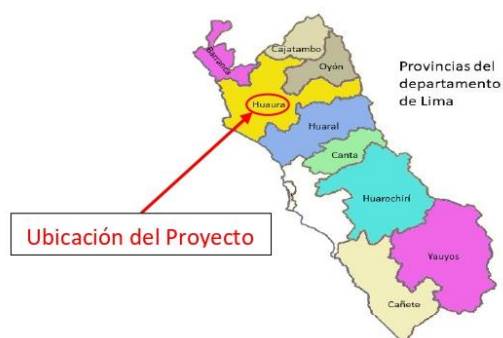 Cajatambo
Barranca
Oyón
Provincias del
departamento
de Lima
Huaura
Huaral
Canta
Huarochirí
Ubicación del Proyecto
Yauyos
Cañete